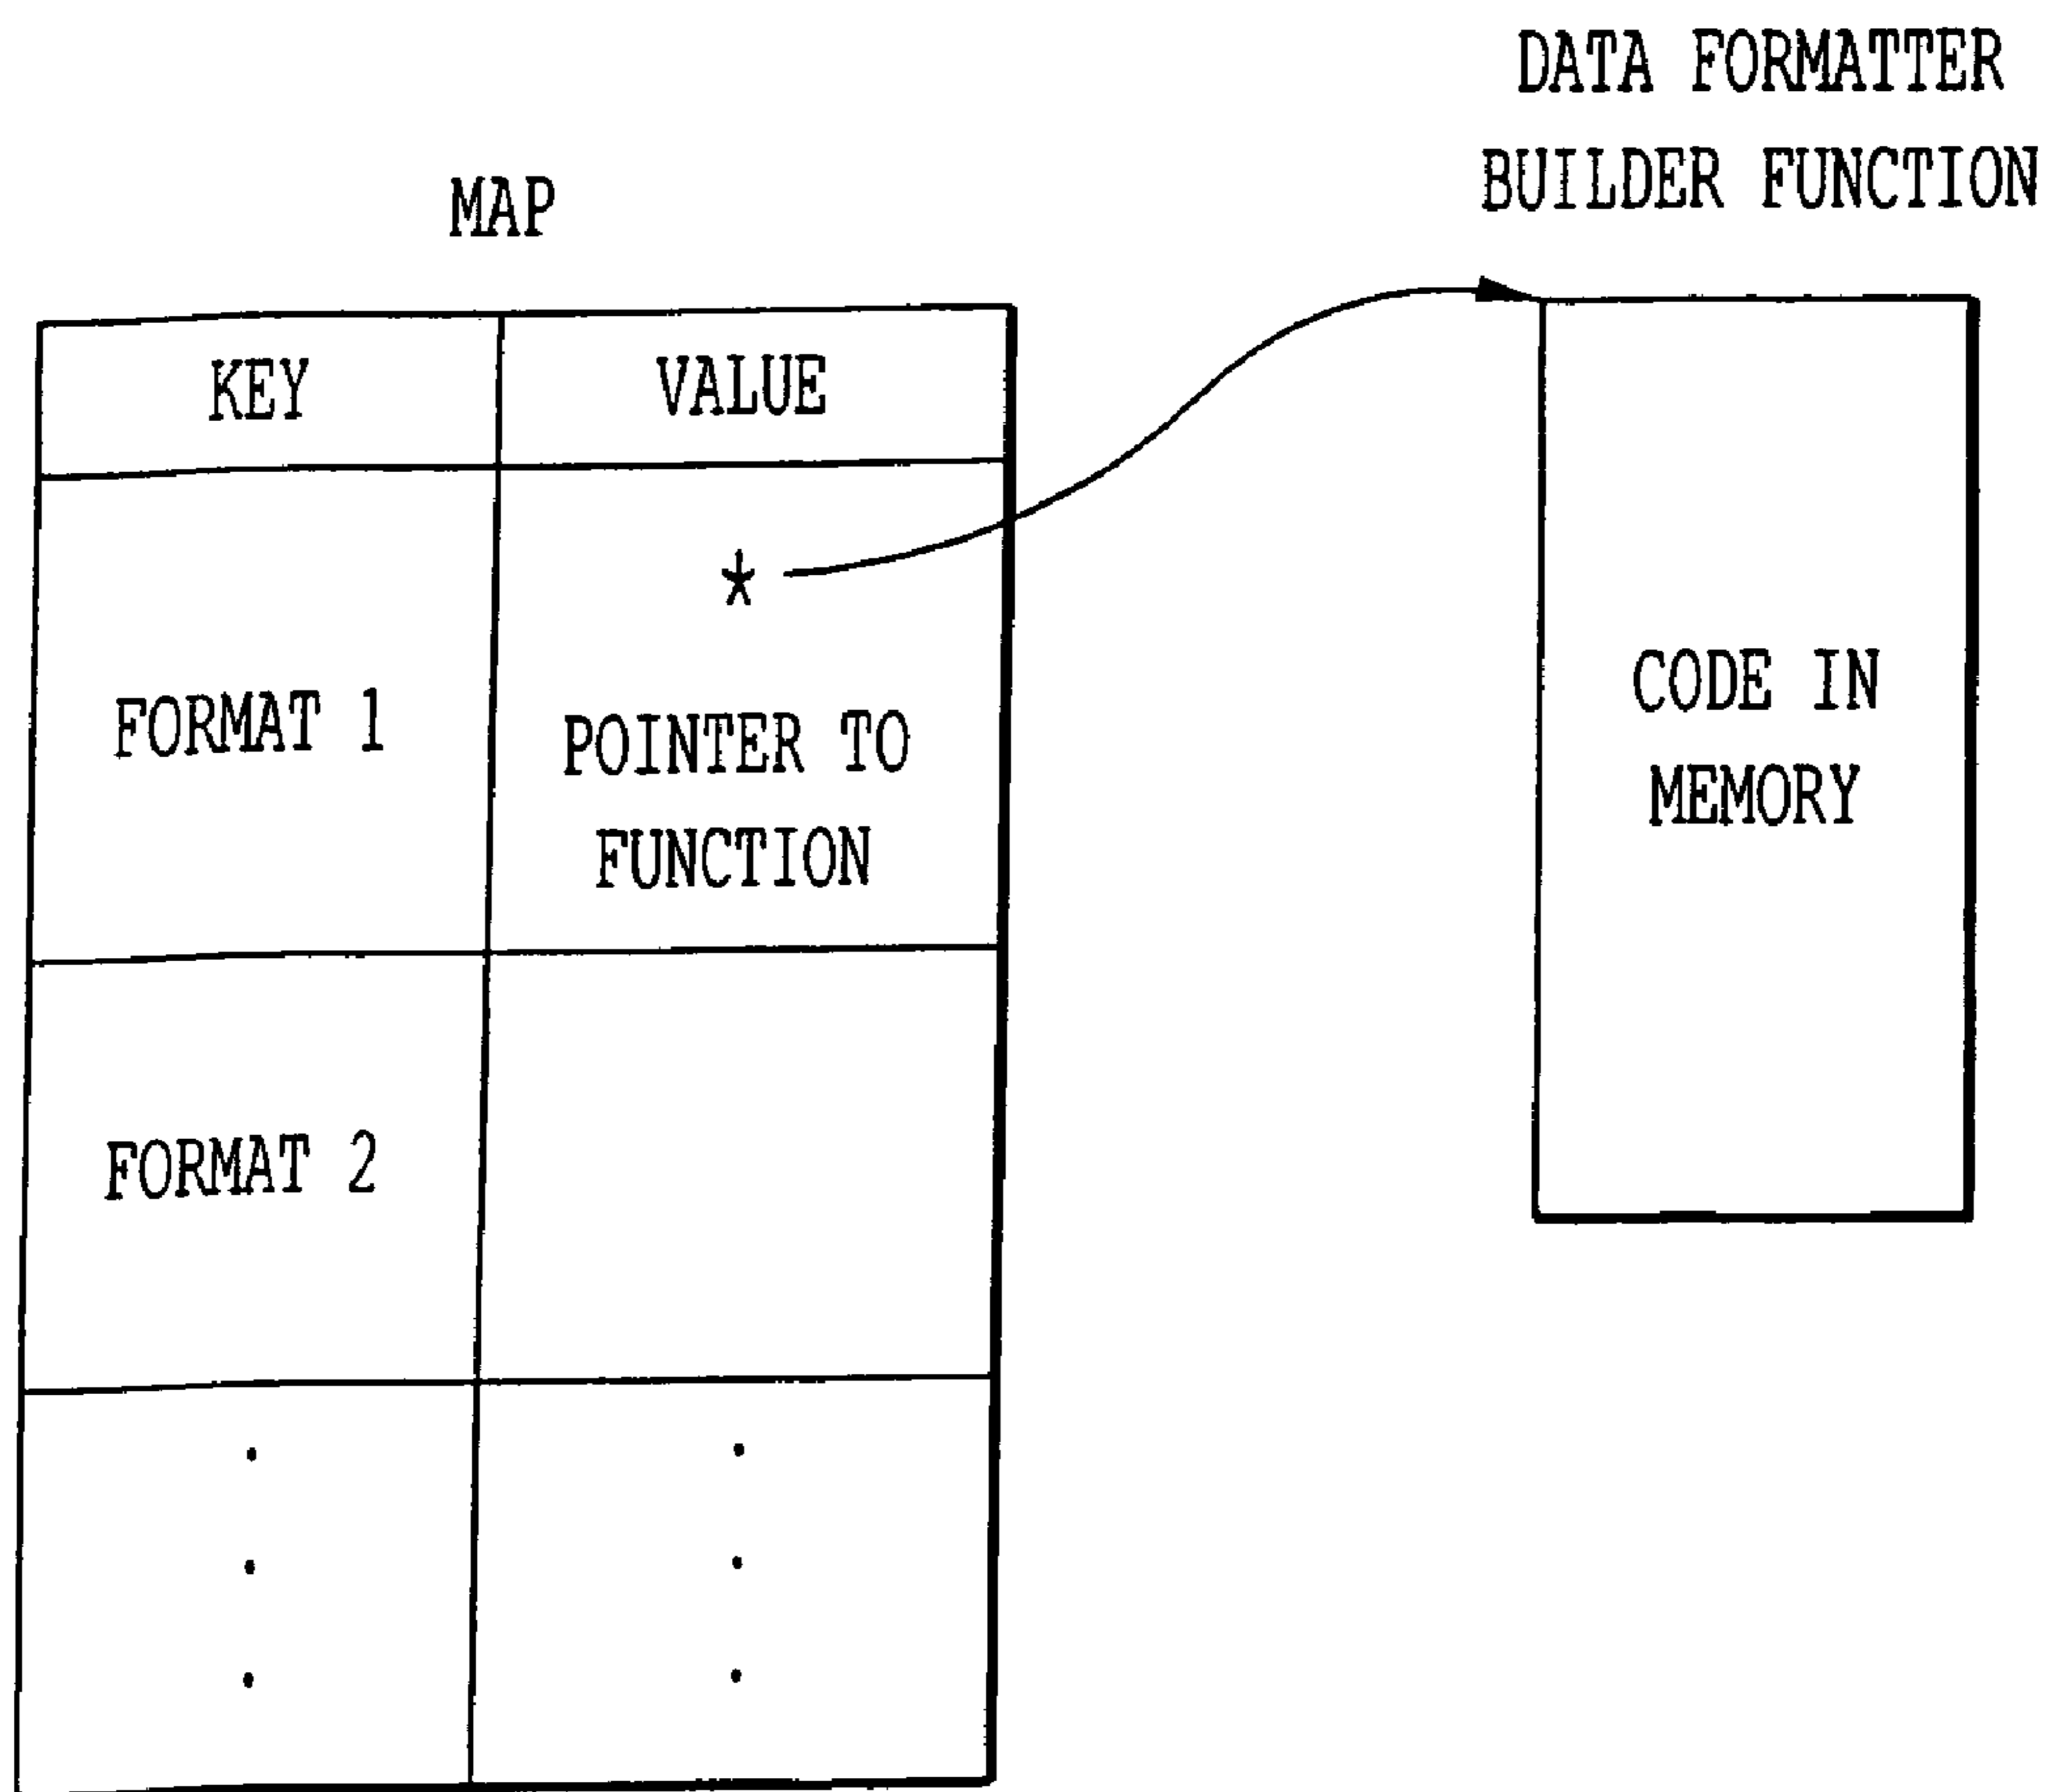 DATA FORMATTER
BUILDER FUNCTION
MAP
KEY VALUE
*
FORMAT 1
POINTER TO
FUNCTION
CODE IN
MEMORY
FORMAT 2
. .
. .
. .